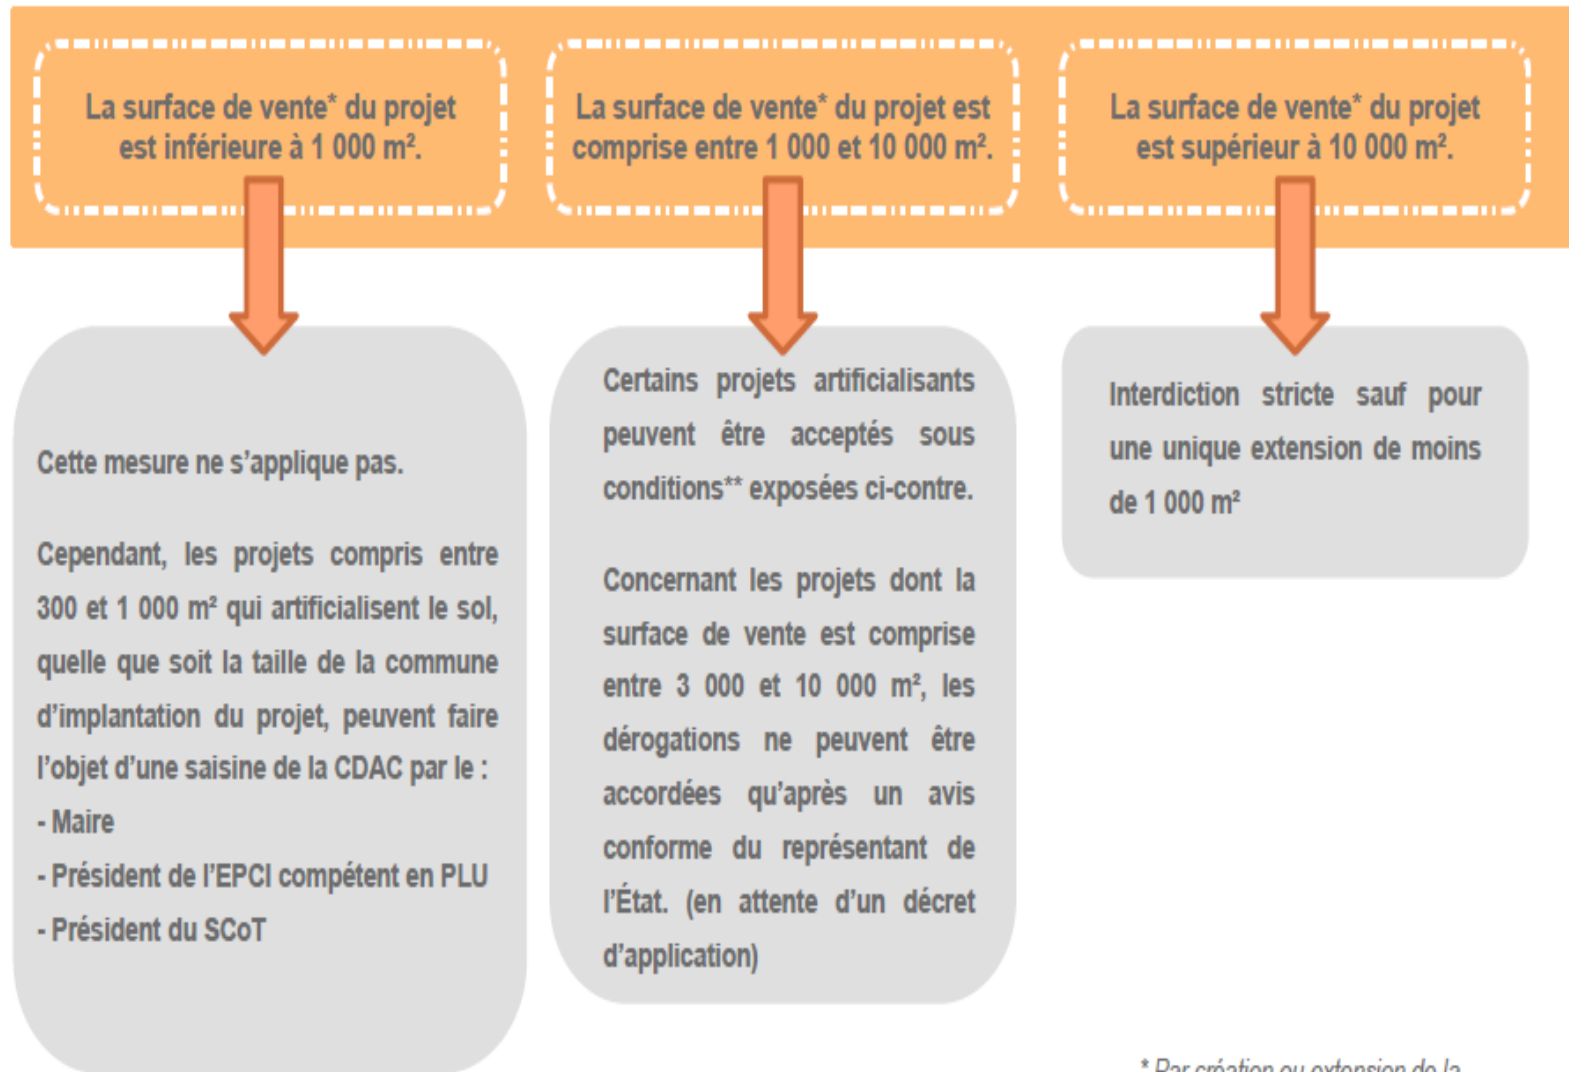 La surface de vente* du projet
est inférieure à 1 000 m².
La surface de vente* du projet est
comprise entre 1 000 et 10 000 m².
La surface de vente* du projet
est supérieur à 10 000 m².
Cette mesure ne s’applique pas.
Cependant, les projets compris entre
300 et 1 000 m² qui artificialisent le sol,
quelle que soit la taille de la commune
d’implantation du projet, peuvent faire
l’objet d’une saisine de la CDAC par le :
- Maire
- Président de l’EPCI compétent en PLU
- Président du SCoT
Certains projets artificialisants
peuvent être acceptés sous
conditions** exposées ci-contre.
Concernant les projets dont la
surface de vente est comprise
entre 3 000 et 10 000 m², les
dérogations ne peuvent être
accordées qu’après un avis
conforme du représentant de
l’État. (en attente d’un décret
d’application)
Interdiction stricte sauf pour
une unique extension de moins
de 1 000 m²
* Par création ou extension de la